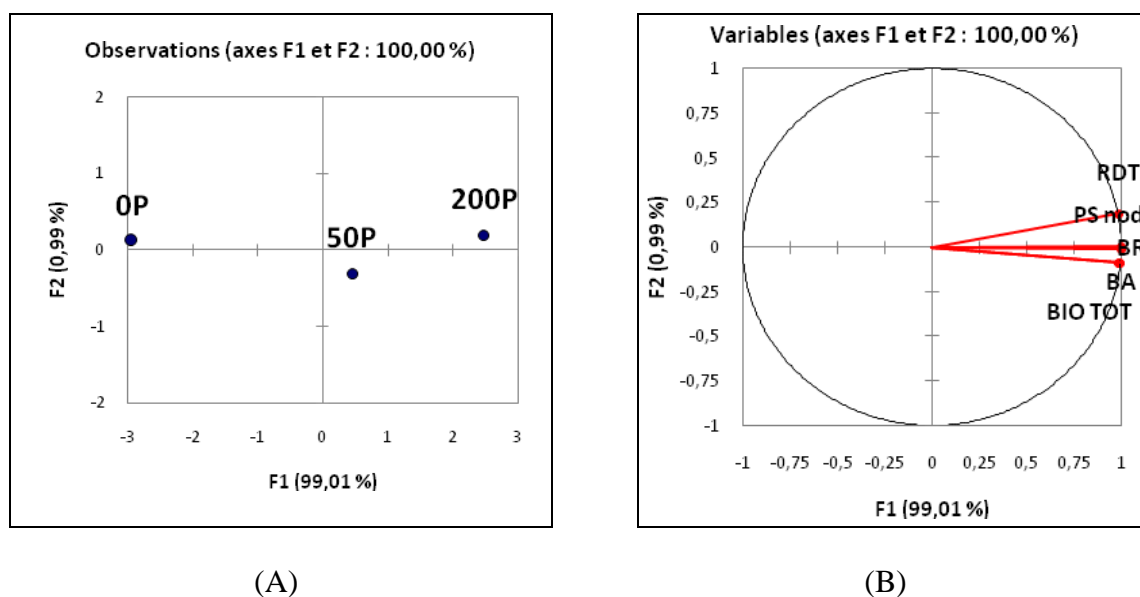 Observations (axes F1 et F2 : 100,00 %)
2
1
0
-1
-2
F2 (0,99 %)
0P
50P
200P
-3
-2
-1
0
1
2
3
F1 (99,01 %)
(A)
Variables (axes F1 et F2 : 100,00 %)
1
0,75
0,5
0,25
0
-0,25
-0,5
-0,75
-1
F2 (0,99 %)
RDT
PS nod
BR
BA
BIO TOT
-1
-0,75
-0,5
-0,25
0
0,25
0,5
0,75
1
F1 (99,01 %)
(B)